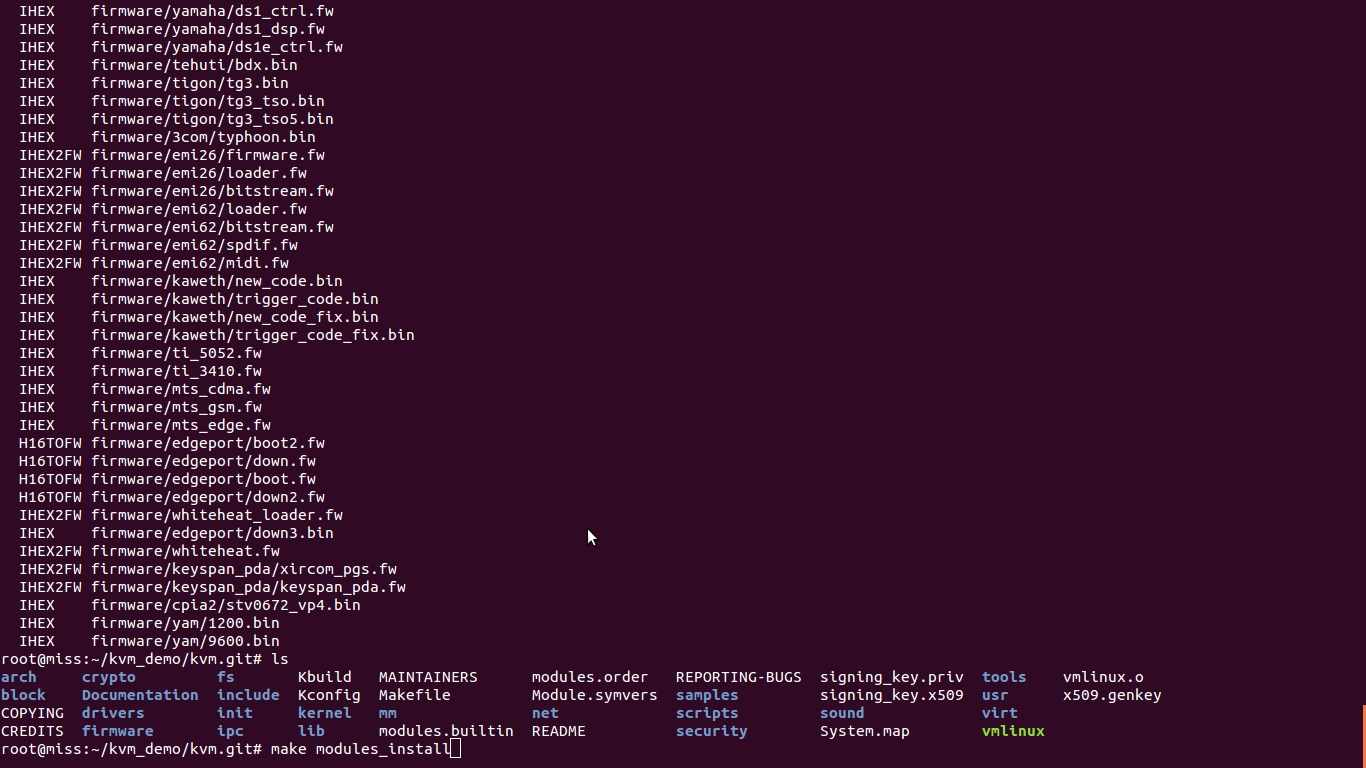 IHEX    firmware/yamaha/ds1_ctrl.fw
IHEX    firmware/yamaha/ds1_dsp.fw
IHEX    firmware/yamaha/ds1e_ctrl.fw
IHEX    firmware/tehuti/bdx.bin
IHEX    firmware/tigon/tg3.bin
IHEX    firmware/tigon/tg3_tso.bin
IHEX    firmware/tigon/tg3_tso5.bin
IHEX    firmware/3com/typhoon.bin
IHEX2FW firmware/emi26/firmware.fw
IHEX2FW firmware/emi26/loader.fw
IHEX2FW firmware/emi26/bitstream.fw
IHEX2FW firmware/emi62/loader.fw
IHEX2FW firmware/emi62/bitstream.fw
IHEX2FW firmware/emi62/spdif.fw
IHEX2FW firmware/emi62/midi.fw
IHEX    firmware/kaweth/new_code.bin
IHEX    firmware/kaweth/trigger_code.bin
IHEX    firmware/kaweth/new_code_fix.bin
IHEX    firmware/kaweth/trigger_code_fix.bin
IHEX    firmware/ti_5052.fw
IHEX    firmware/ti_3410.fw
IHEX    firmware/mts_cdma.fw
IHEX    firmware/mts_gsm.fw
IHEX    firmware/mts_edge.fw
H16TOFW firmware/edgeport/boot2.fw
H16TOFW firmware/edgeport/down.fw
H16TOFW firmware/edgeport/boot.fw
H16TOFW firmware/edgeport/down2.fw
IHEX2FW firmware/whiteheat_loader.fw
IHEX    firmware/edgeport/down3.bin
IHEX2FW firmware/whiteheat.fw
IHEX2FW firmware/keyspan_pda/xircom_pgs.fw
IHEX2FW firmware/keyspan_pda/keyspan_pda.fw
IHEX    firmware/cpia2/stv0672_vp4.bin
IHEX    firmware/yam/1200.bin
IHEX    firmware/yam/9600.bin
root@miss:~/kvm_demo/kvm.git# ls
arch     crypto         fs       Kbuild   MAINTAINERS      modules.order   REPORTING-BUGS  signing_key.priv  tools    vmlinux.o
block    Documentation  include  Kconfig  Makefile         Module.symvers  samples         signing_key.x509  usr      x509.genkey
COPYING  drivers        init     kernel   mm               net             scripts         sound             virt
CREDITS  firmware       ipc      lib      modules.builtin  README          security        System.map        vmlinux
root@miss:~/kvm_demo/kvm.git# make modules_install